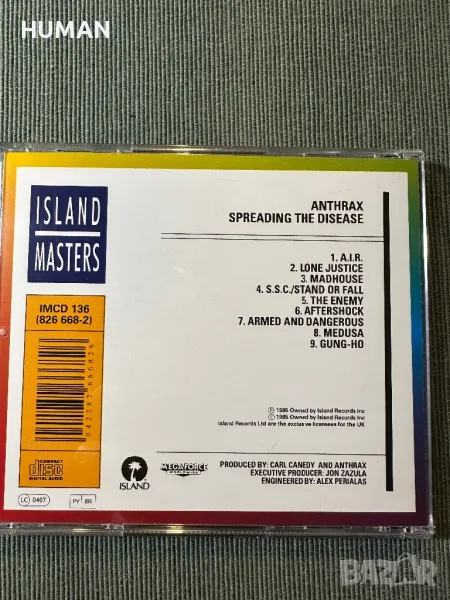 HUMAN
ISLAND
MASTERS
IMCD 136
(826 668-2)
COMPACT
disc
DIGITAL AUDIO
LC 0407
ANTHRAX
SPREADING THE DISEASE
1. A.I.R.
2. LONE JUSTICE
3. MADHOUSE
4. S.S.C./STAND OR FALL
5. THE ENEMY
6. AFTERSHOCK
7. ARMED AND DANGEROUS
8. MEDUSA
9. GUNG-HO
℗ 1985 Owned by Island Records Inc
© 1985 Owned by Island Records Inc
Island Records Ltd are the exclusive licensees for the UK
ISLAND
MEGAFORCE
WORLDWIDE
PRODUCED BY: CARL CANEDY AND ANTHRAX
EXECUTIVE PRODUCER: JON ZAZULA
ENGINEERED BY: ALEX PERIALAS
BAZAR